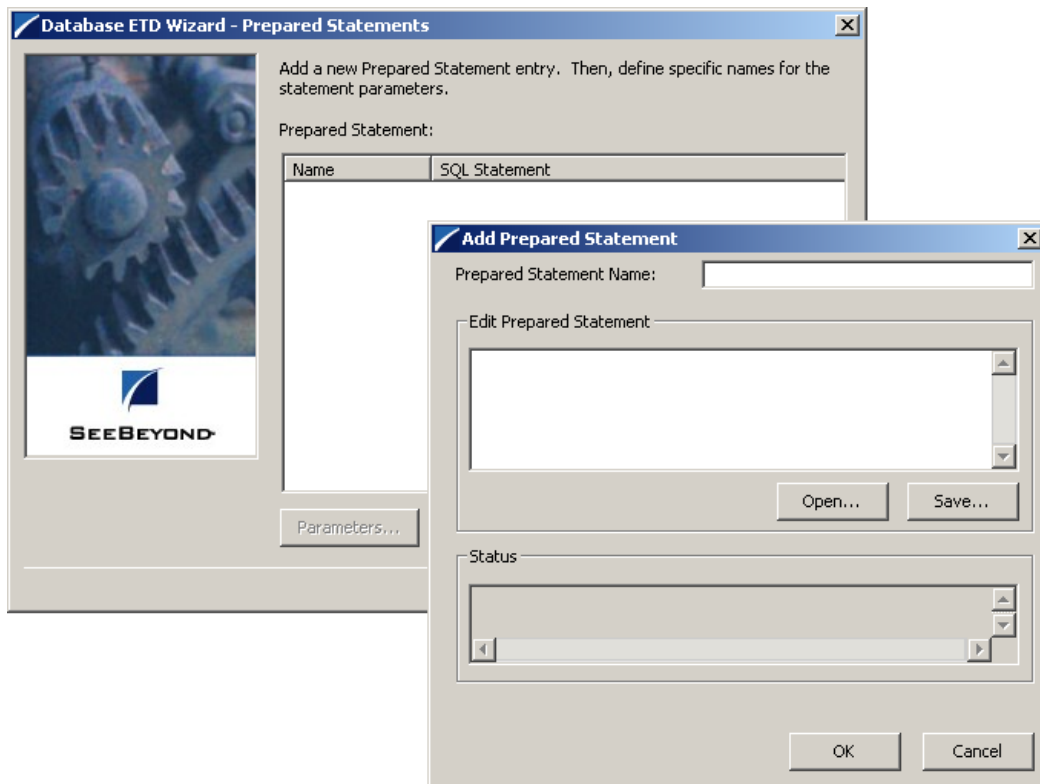 Database ETD Wizard - Prepared Statements
Add a new Prepared Statement entry. Then, define specific names for the
statement parameters.
Prepared Statement:
Name
SQL Statement
SEEBEYOND
Parameters...
Add Prepared Statement
Prepared Statement Name:
Edit Prepared Statement
Open...
Save...
Status
OK
Cancel